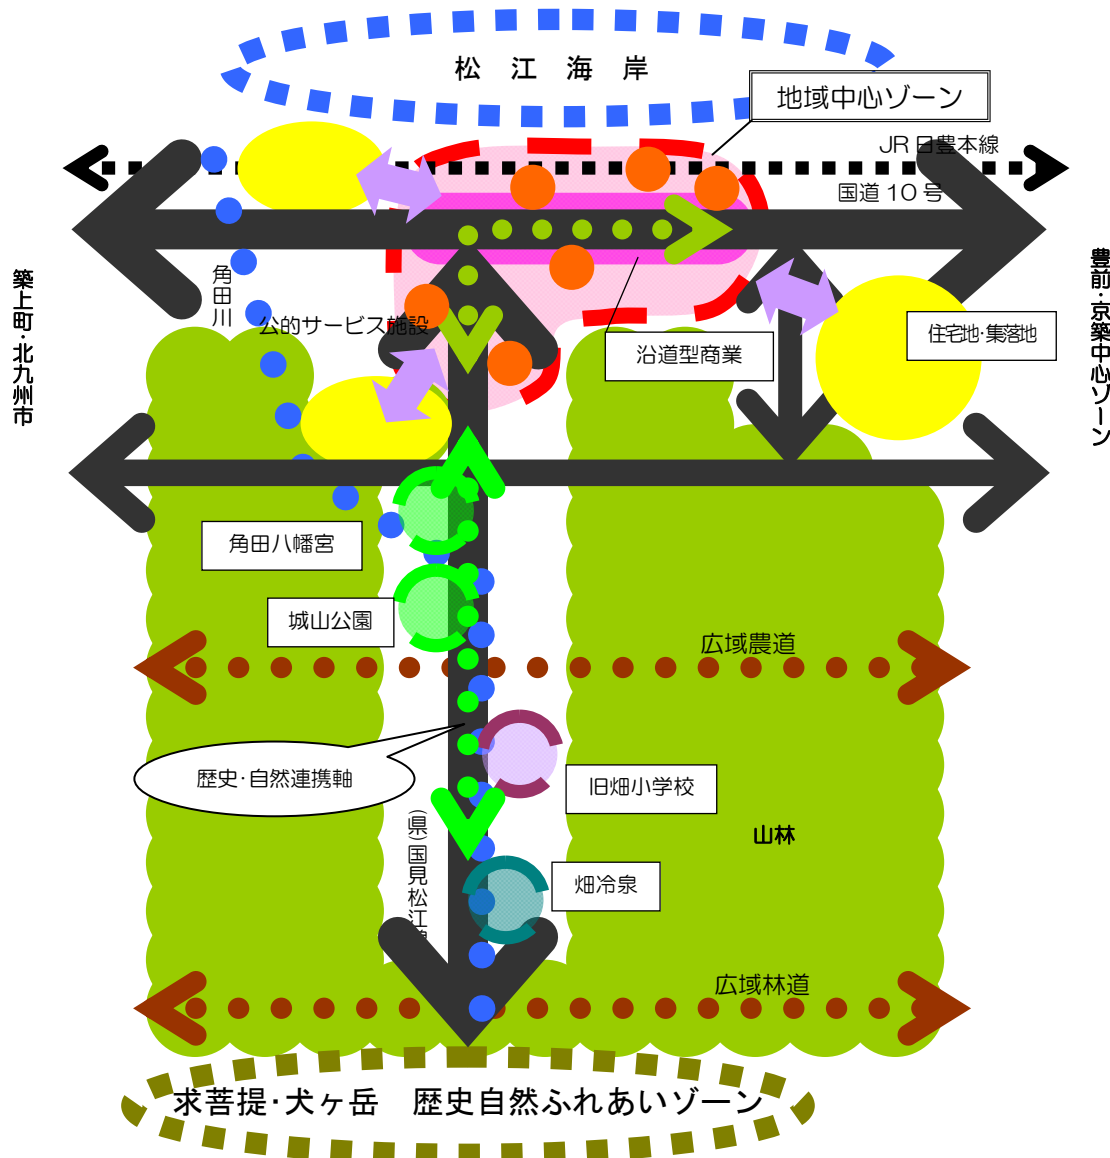 松江海岸
地域中心ゾーン
JR日豊本線
国道10号
築上町・北九州市
角田川
公的サービス施設
沿道型商業
住宅地・集落地
豊前・京築中心ゾーン
角田八幡宮
城山公園
広域農道
歴史・自然連携軸
旧畑小学校
(県)国見松江
山林
畑冷泉
広域林道
求菩提・犬ヶ岳 歴史自然ふれあいゾーン